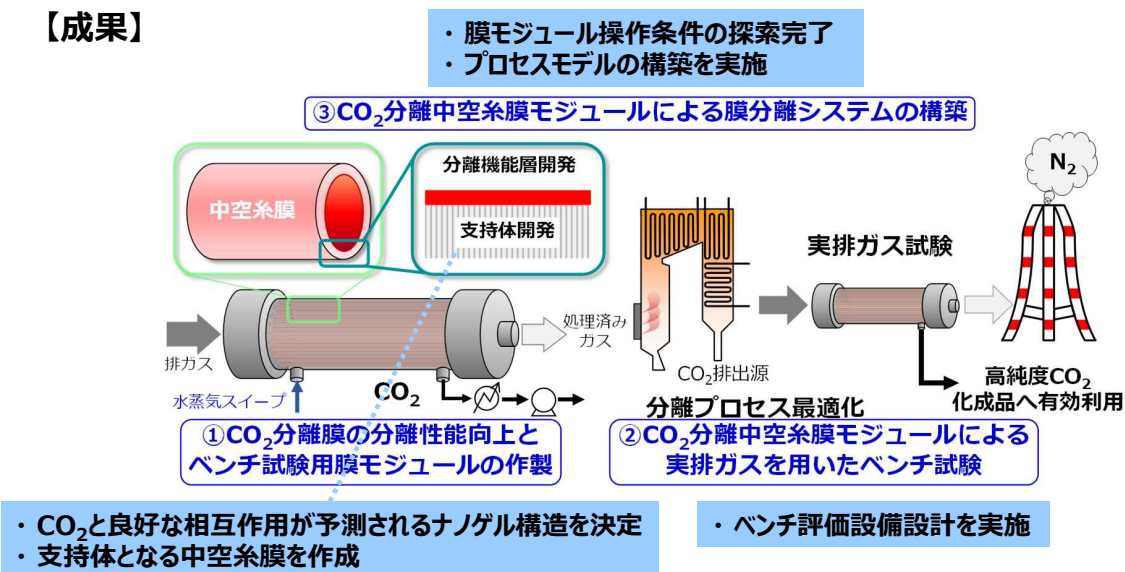 【成果】
・ 膜モジュール操作条件の探索完了
・ プロセスモデルの構築を実施
③CO₂分離中空糸膜モジュールによる膜分離システムの構築
中空糸膜
分離機能層開発
支持体開発
N₂
実排ガス試験
排ガス
処理済み
ガス
水蒸気スイープ
CO₂
CO₂排出源
分離プロセス最適化
高純度CO₂
化成品へ有効利用
①CO₂分離膜の分離性能向上と
ベンチ試験用膜モジュールの作製
②CO₂分離中空糸膜モジュールによる
実排ガスを用いたベンチ試験
・ CO₂と良好な相互作用が予測されるナノゲル構造を決定
・ 支持体となる中空糸膜を作成
・ ベンチ評価設備設計を実施